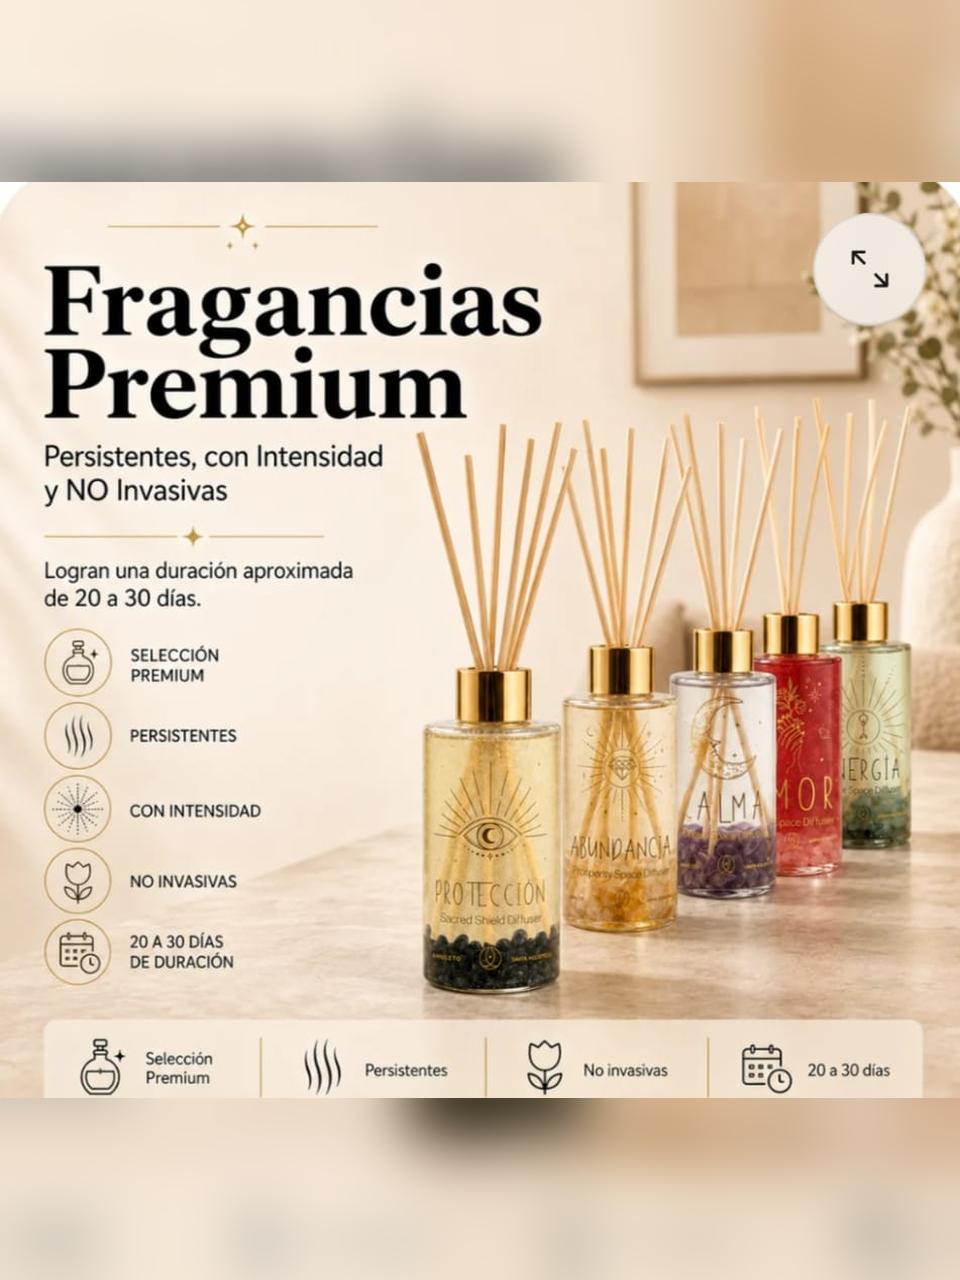 Fragancias
Premium
Persistentes, con Intensidad
y NO Invasivas
Logran una duración aproximada
de 20 a 30 días.
SELECCIÓN
PREMIUM
PERSISTENTES
CON INTENSIDAD
NO INVASIVAS
20 A 30 DÍAS
DE DURACIÓN
PROTECCIÓN
Sacred Shield Diffuser
ABUNDANCIA
Prosperity Space Diffuser
ALMA
MOR
Space Diffuser
NERGÍA
Space Diffuser
Selección
Premium
Persistentes
No invasivas
20 a 30 días